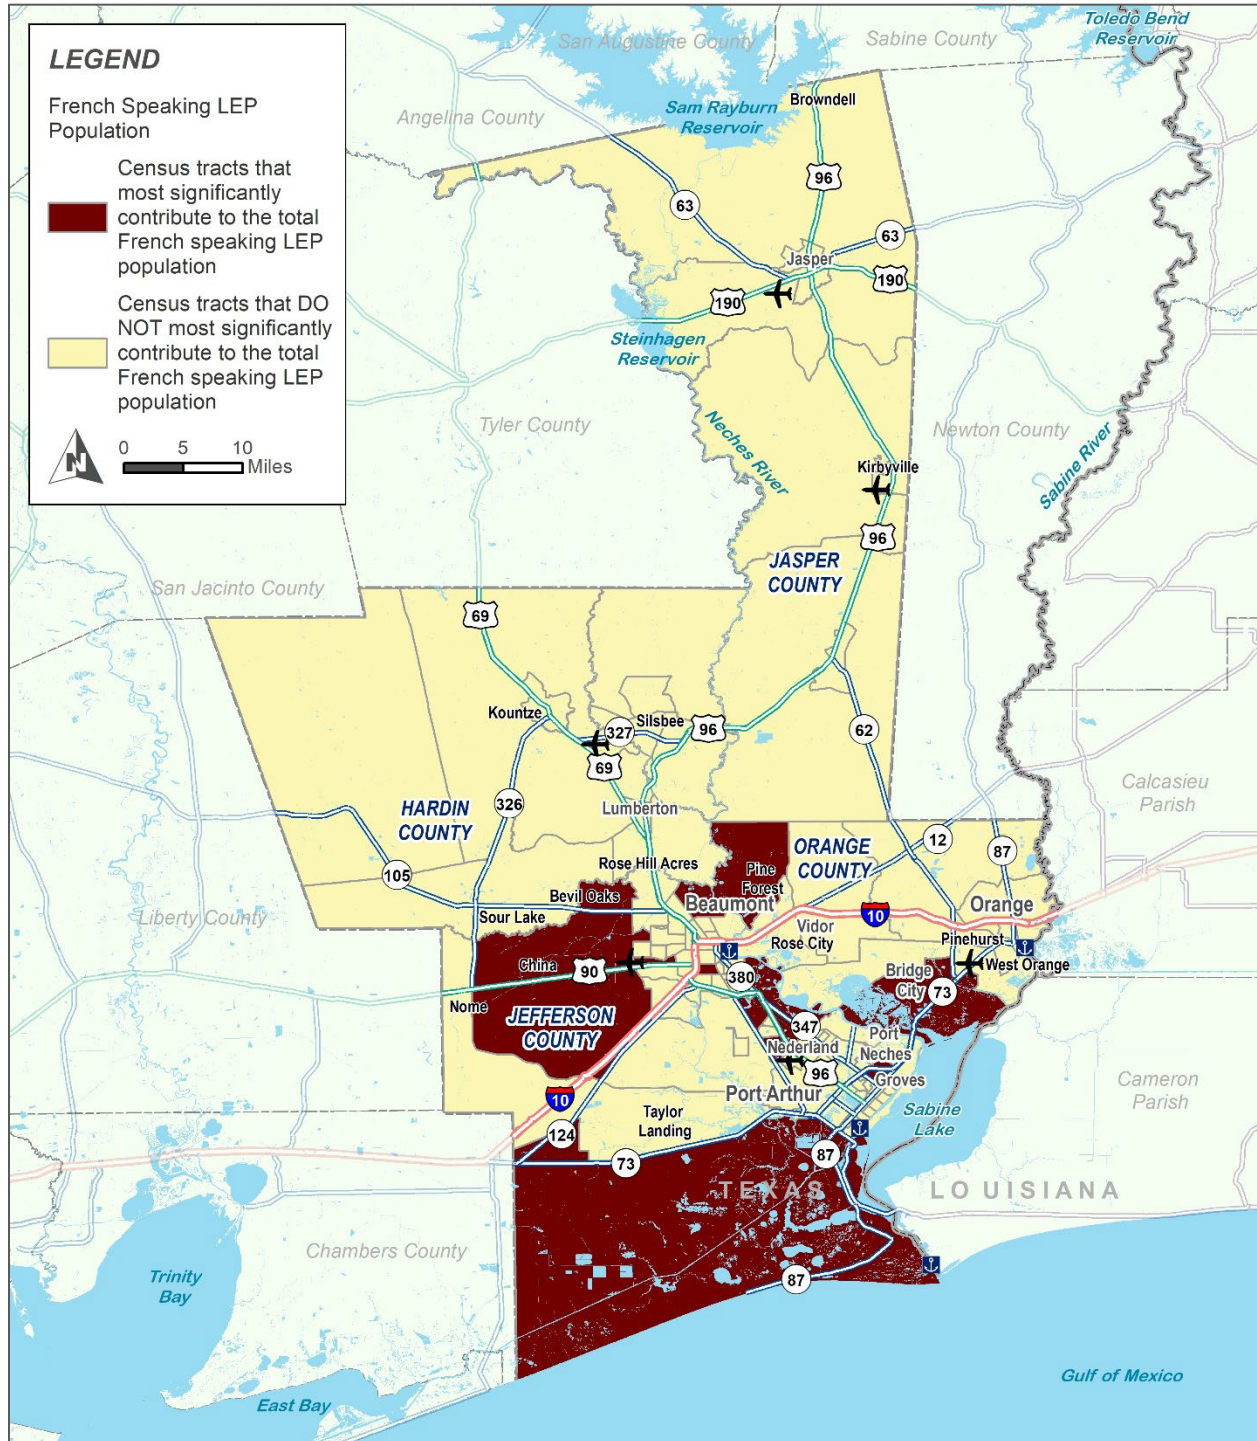 LEGEND
French Speaking LEP
Population
Census tracts that
most significantly
contribute to the total
French speaking LEP
population
Census tracts that DO
NOT most significantly
contribute to the total
French speaking LEP
population
N
0 5 10
Miles
Toledo Bend
Reservoir
San Augustine County
Sabine County
Browndell
Sam Rayburn
Reservoir
Angelina County
96
63
63
Jasper
190
190
Steinhagen
Reservoir
Tyler County
Neches River
Newton County
Sabine River
Kirbyville
96
JASPER
COUNTY
San Jacinto County
69
Kountze
327
Silsbee
96
62
69
Calcasieu
Parish
HARDIN
COUNTY
326
Lumberton
ORANGE
COUNTY
12
87
105
Rose Hill Acres
Pine
Forest
Bevil Oaks
Beaumont
Orange
Liberty County
Sour Lake
Vidor
10
Rose City
Pinehurst
West Orange
China
90
380
Bridge
City
73
Nome
JEFFERSON
COUNTY
347
Port
Neches
Nederland
96
Groves
Port Arthur
10
Cameron
Parish
Taylor
Landing
Sabine
Lake
124
73
87
TEXAS
LOUISIANA
Chambers County
Trinity
Bay
87
Gulf of Mexico
East Bay